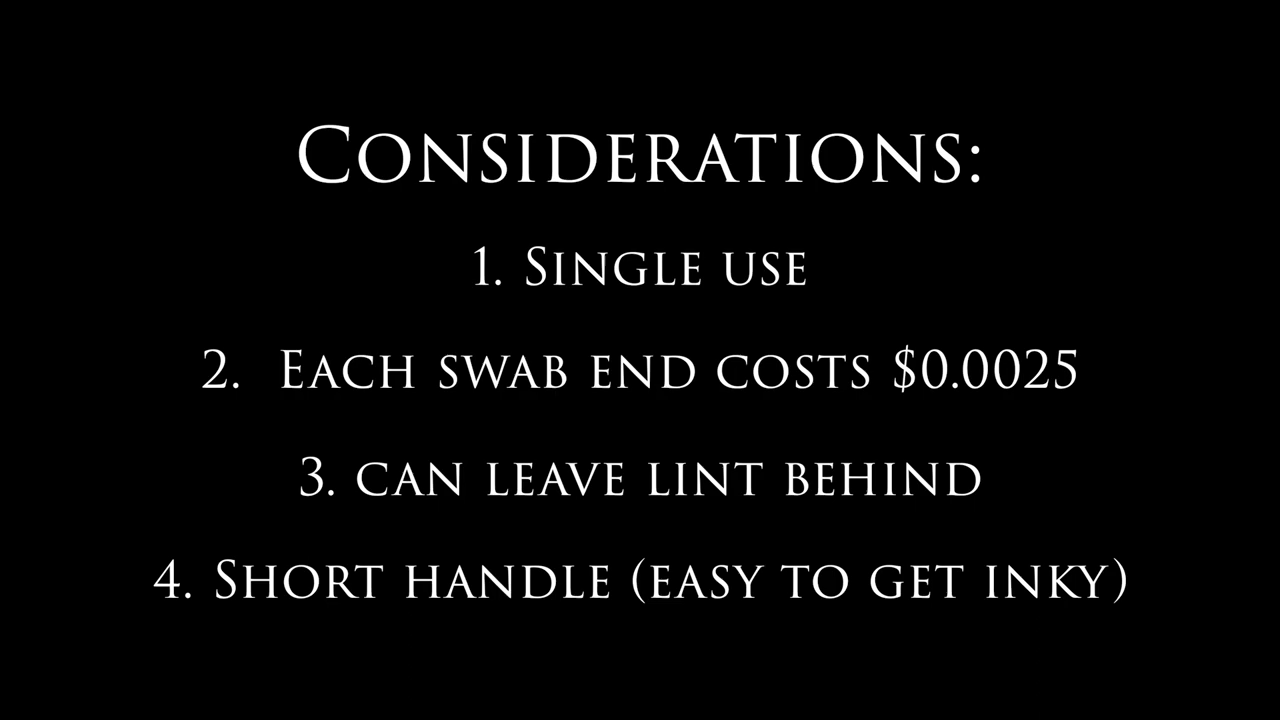 Considerations:
1. Single use
2. Each swab end costs $0.0025
3. can leave lint behind
4. Short handle (easy to get inky)